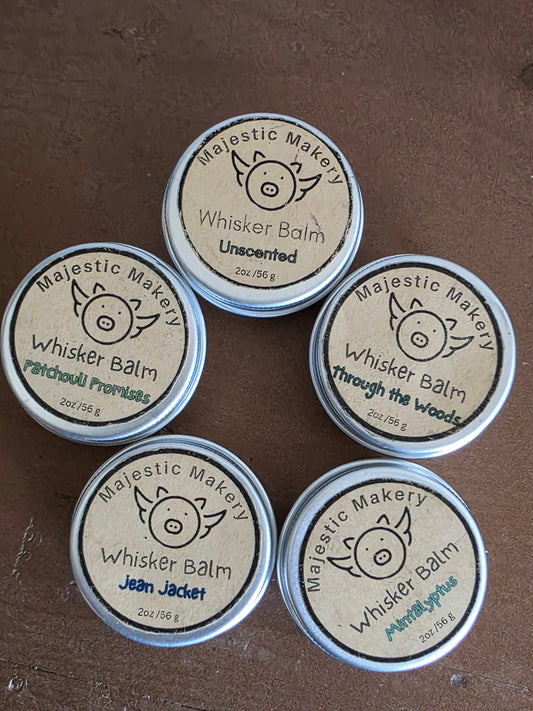 Majestic Makery
Whisker Balm
Unscented
2oz/56 g
Majestic Makery
Whisker Balm
Patchouli Promises
2oz/56 g
Majestic Makery
Whisker Balm
Through the Woods
2oz/56 g
Majestic Makery
Whisker Balm
Jean Jacket
2oz/56 g
Majestic Makery
Whisker Balm
Mintalyptus
2oz/56 g